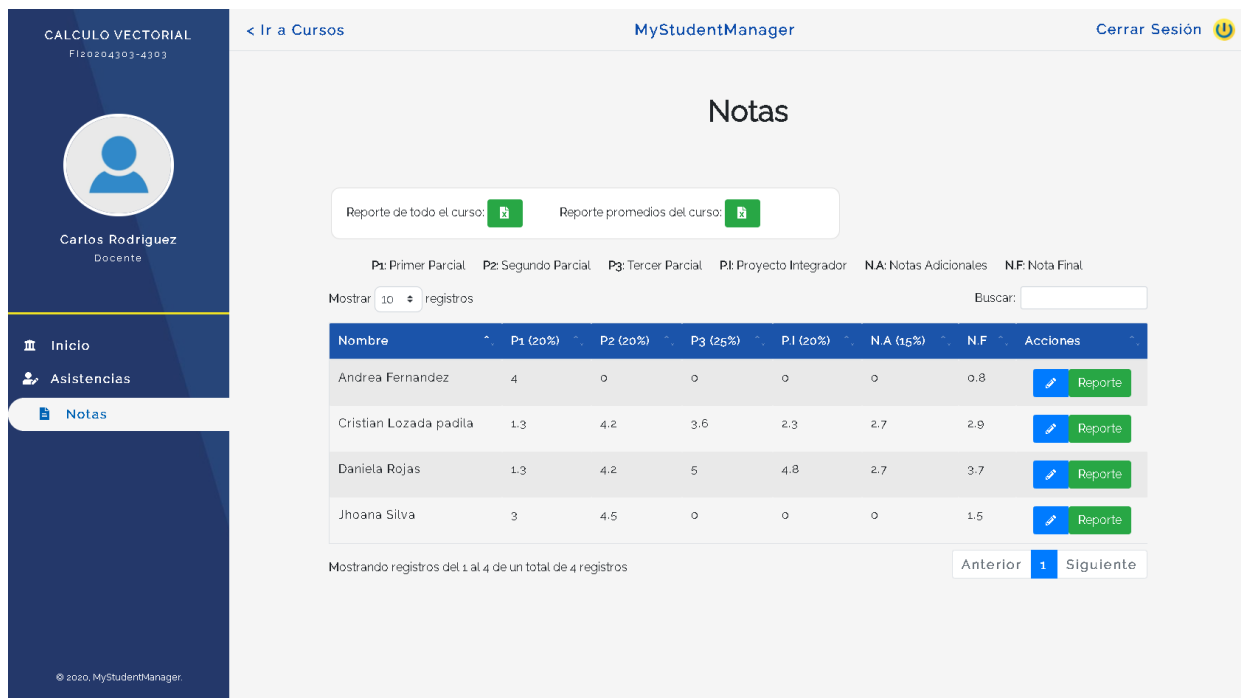 CALCULO VECTORIAL
FI20204303-4303
Carlos Rodriguez
Docente
Inicio
Asistencias
Notas
© 2020, MyStudentManager.
< Ir a Cursos MyStudentManager Cerrar Sesión
Notas
Reporte de todo el curso: Reporte promedios del curso:
P1: Primer Parcial P2: Segundo Parcial P3: Tercer Parcial P.I: Proyecto Integrador N.A: Notas Adicionales N.F: Nota Final
Mostrar 10 registros Buscar:
Nombre P1 (20%) P2 (20%) P3 (25%) P.I (20%) N.A (15%) N.F Acciones
Andrea Fernandez 4 0 0 0 0 0.8 Reporte
Cristian Lozada padila 1.3 4.2 3.6 2.3 2.7 2.9 Reporte
Daniela Rojas 1.3 4.2 5 4.8 2.7 3.7 Reporte
Jhoana Silva 3 4.5 0 0 0 1.5 Reporte
Mostrando registros del 1 al 4 de un total de 4 registros Anterior 1 Siguiente